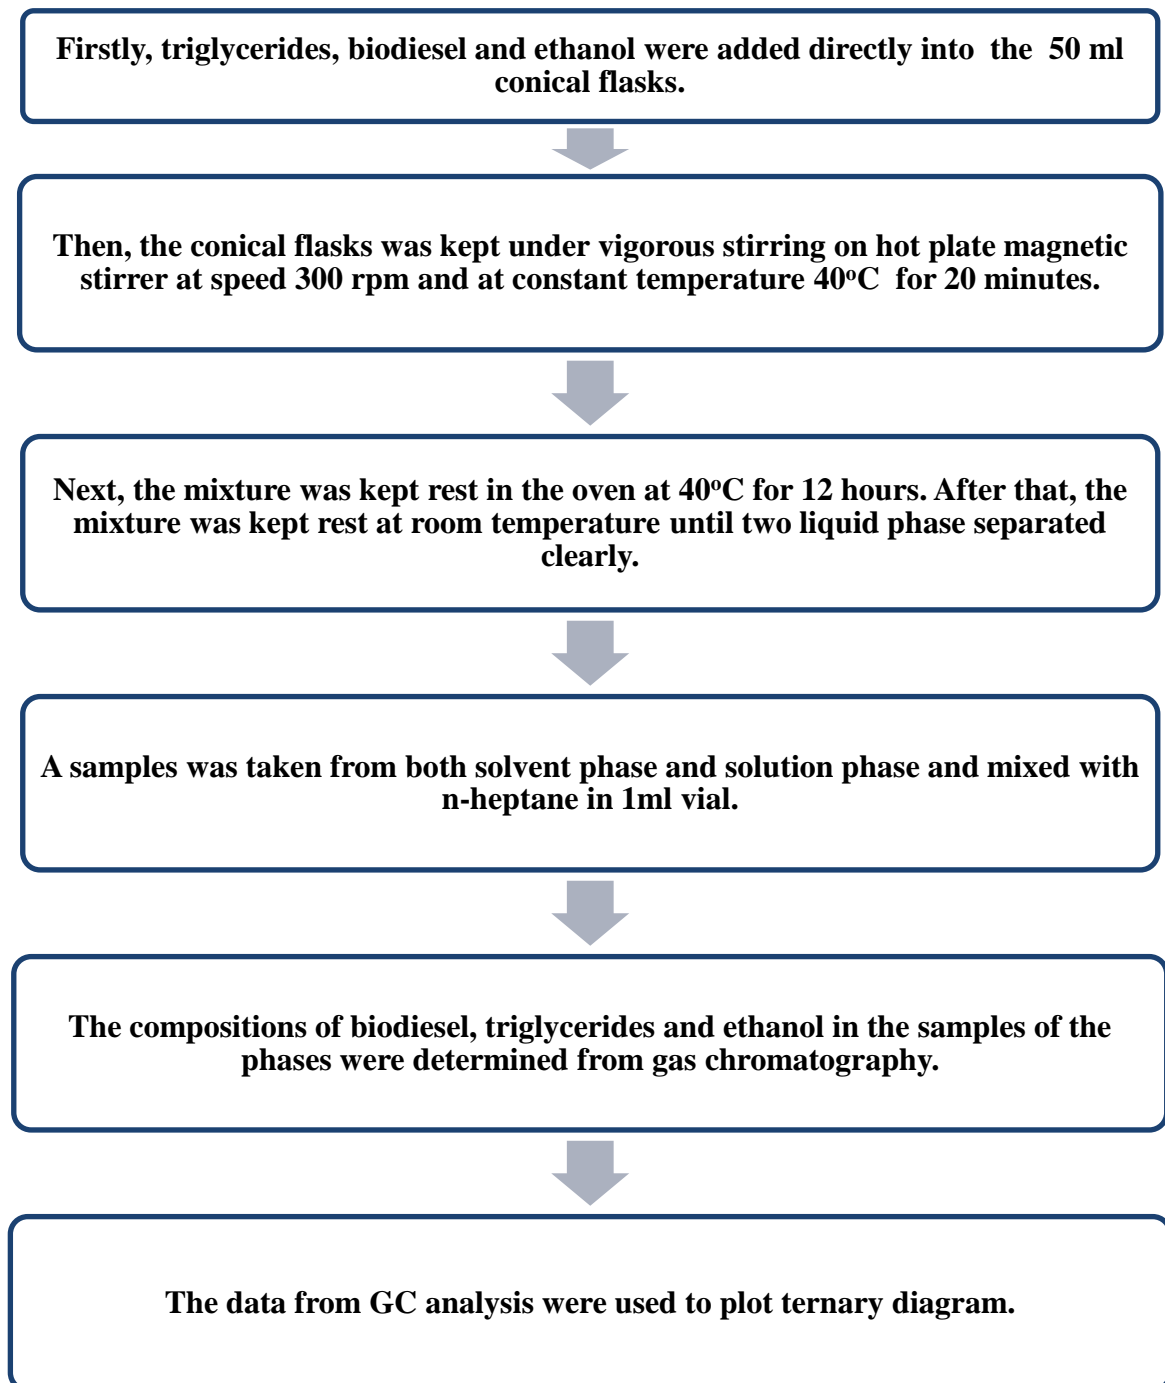 Firstly, triglycerides, biodiesel and ethanol were added directly into the 50 ml
conical flasks.
Then, the conical flasks was kept under vigorous stirring on hot plate magnetic
stirrer at speed 300 rpm and at constant temperature 40ᵒC for 20 minutes.
Next, the mixture was kept rest in the oven at 40ᵒC for 12 hours. After that, the
mixture was kept rest at room temperature until two liquid phase separated
clearly.
A samples was taken from both solvent phase and solution phase and mixed with
n-heptane in 1ml vial.
The compositions of biodiesel, triglycerides and ethanol in the samples of the
phases were determined from gas chromatography.
The data from GC analysis were used to plot ternary diagram.